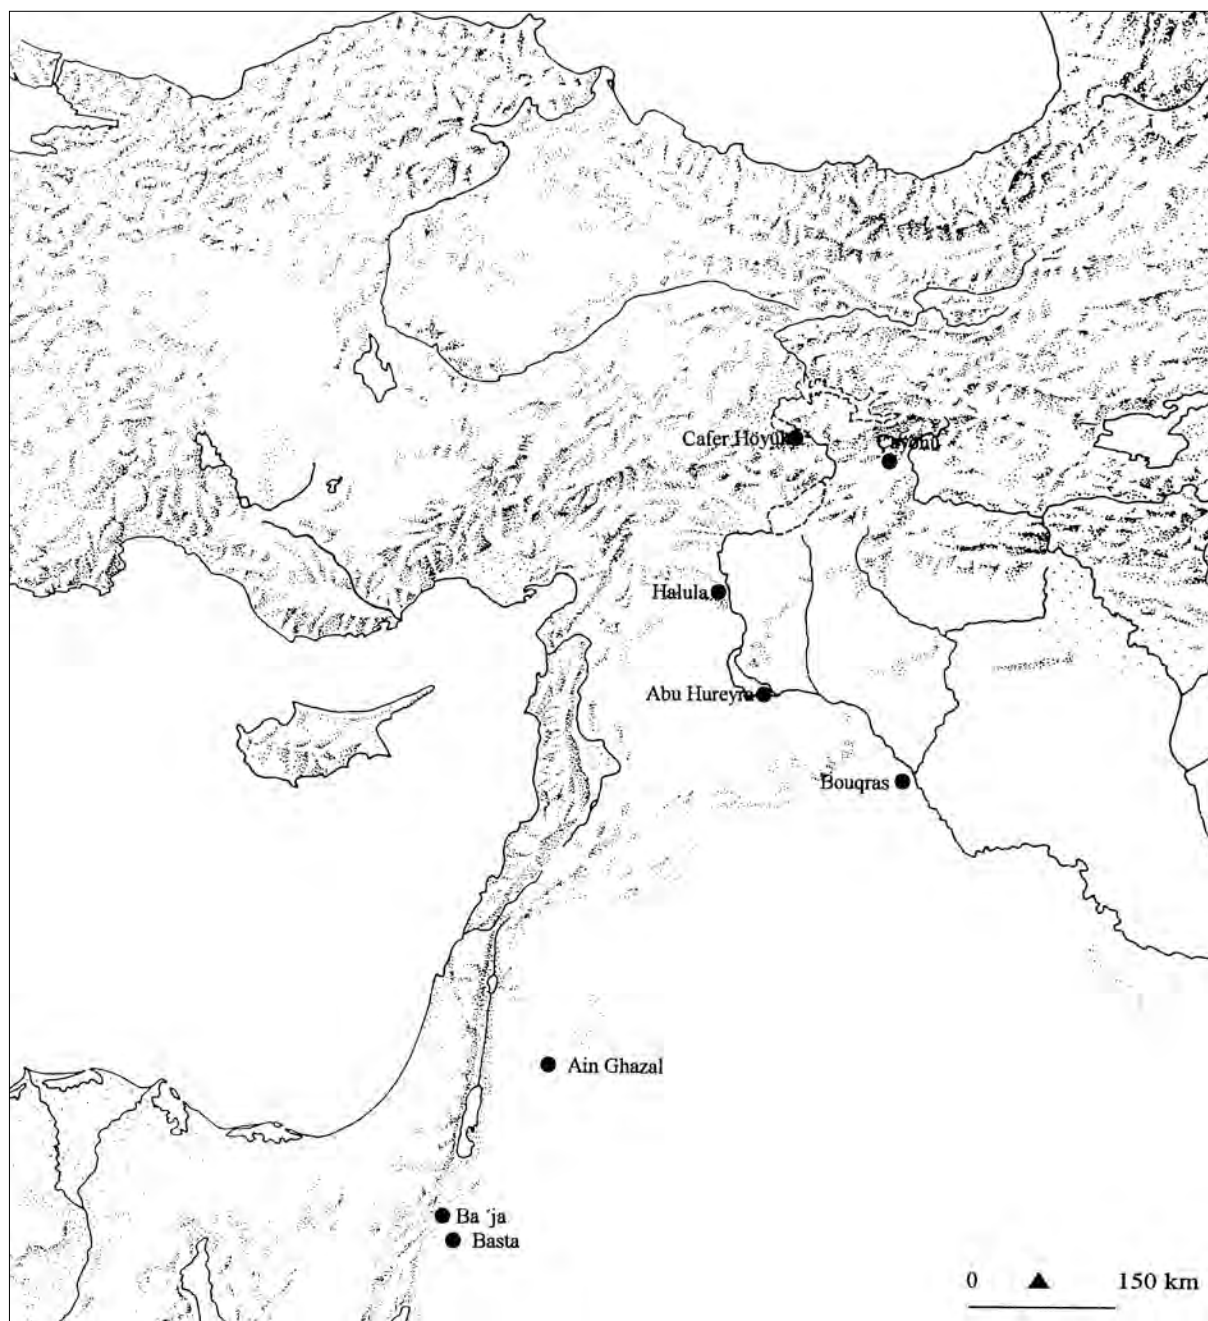 Cafer Höyük
Çayönü
Halula
Abu Hureyra
Bouqras
Ain Ghazal
Ba ´ja
Basta
0 150 km